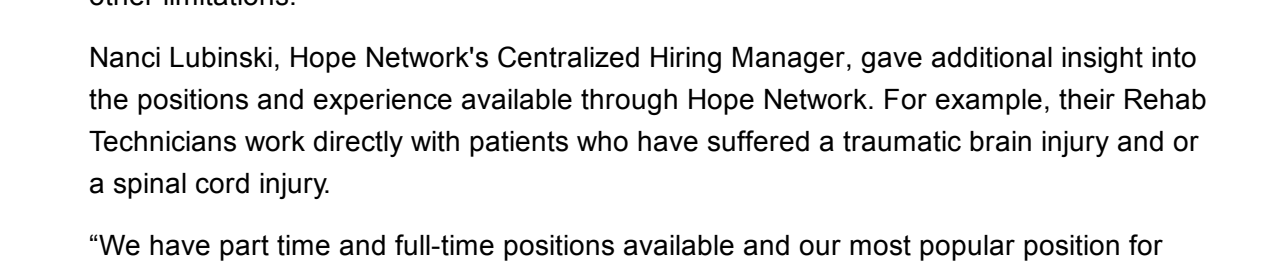 other limitations.
Nanci Lubinski, Hope Network's Centralized Hiring Manager, gave additional insight into
the positions and experience available through Hope Network. For example, their Rehab
Technicians work directly with patients who have suffered a traumatic brain injury and or
a spinal cord injury.
“We have part time and full-time positions available and our most popular position for